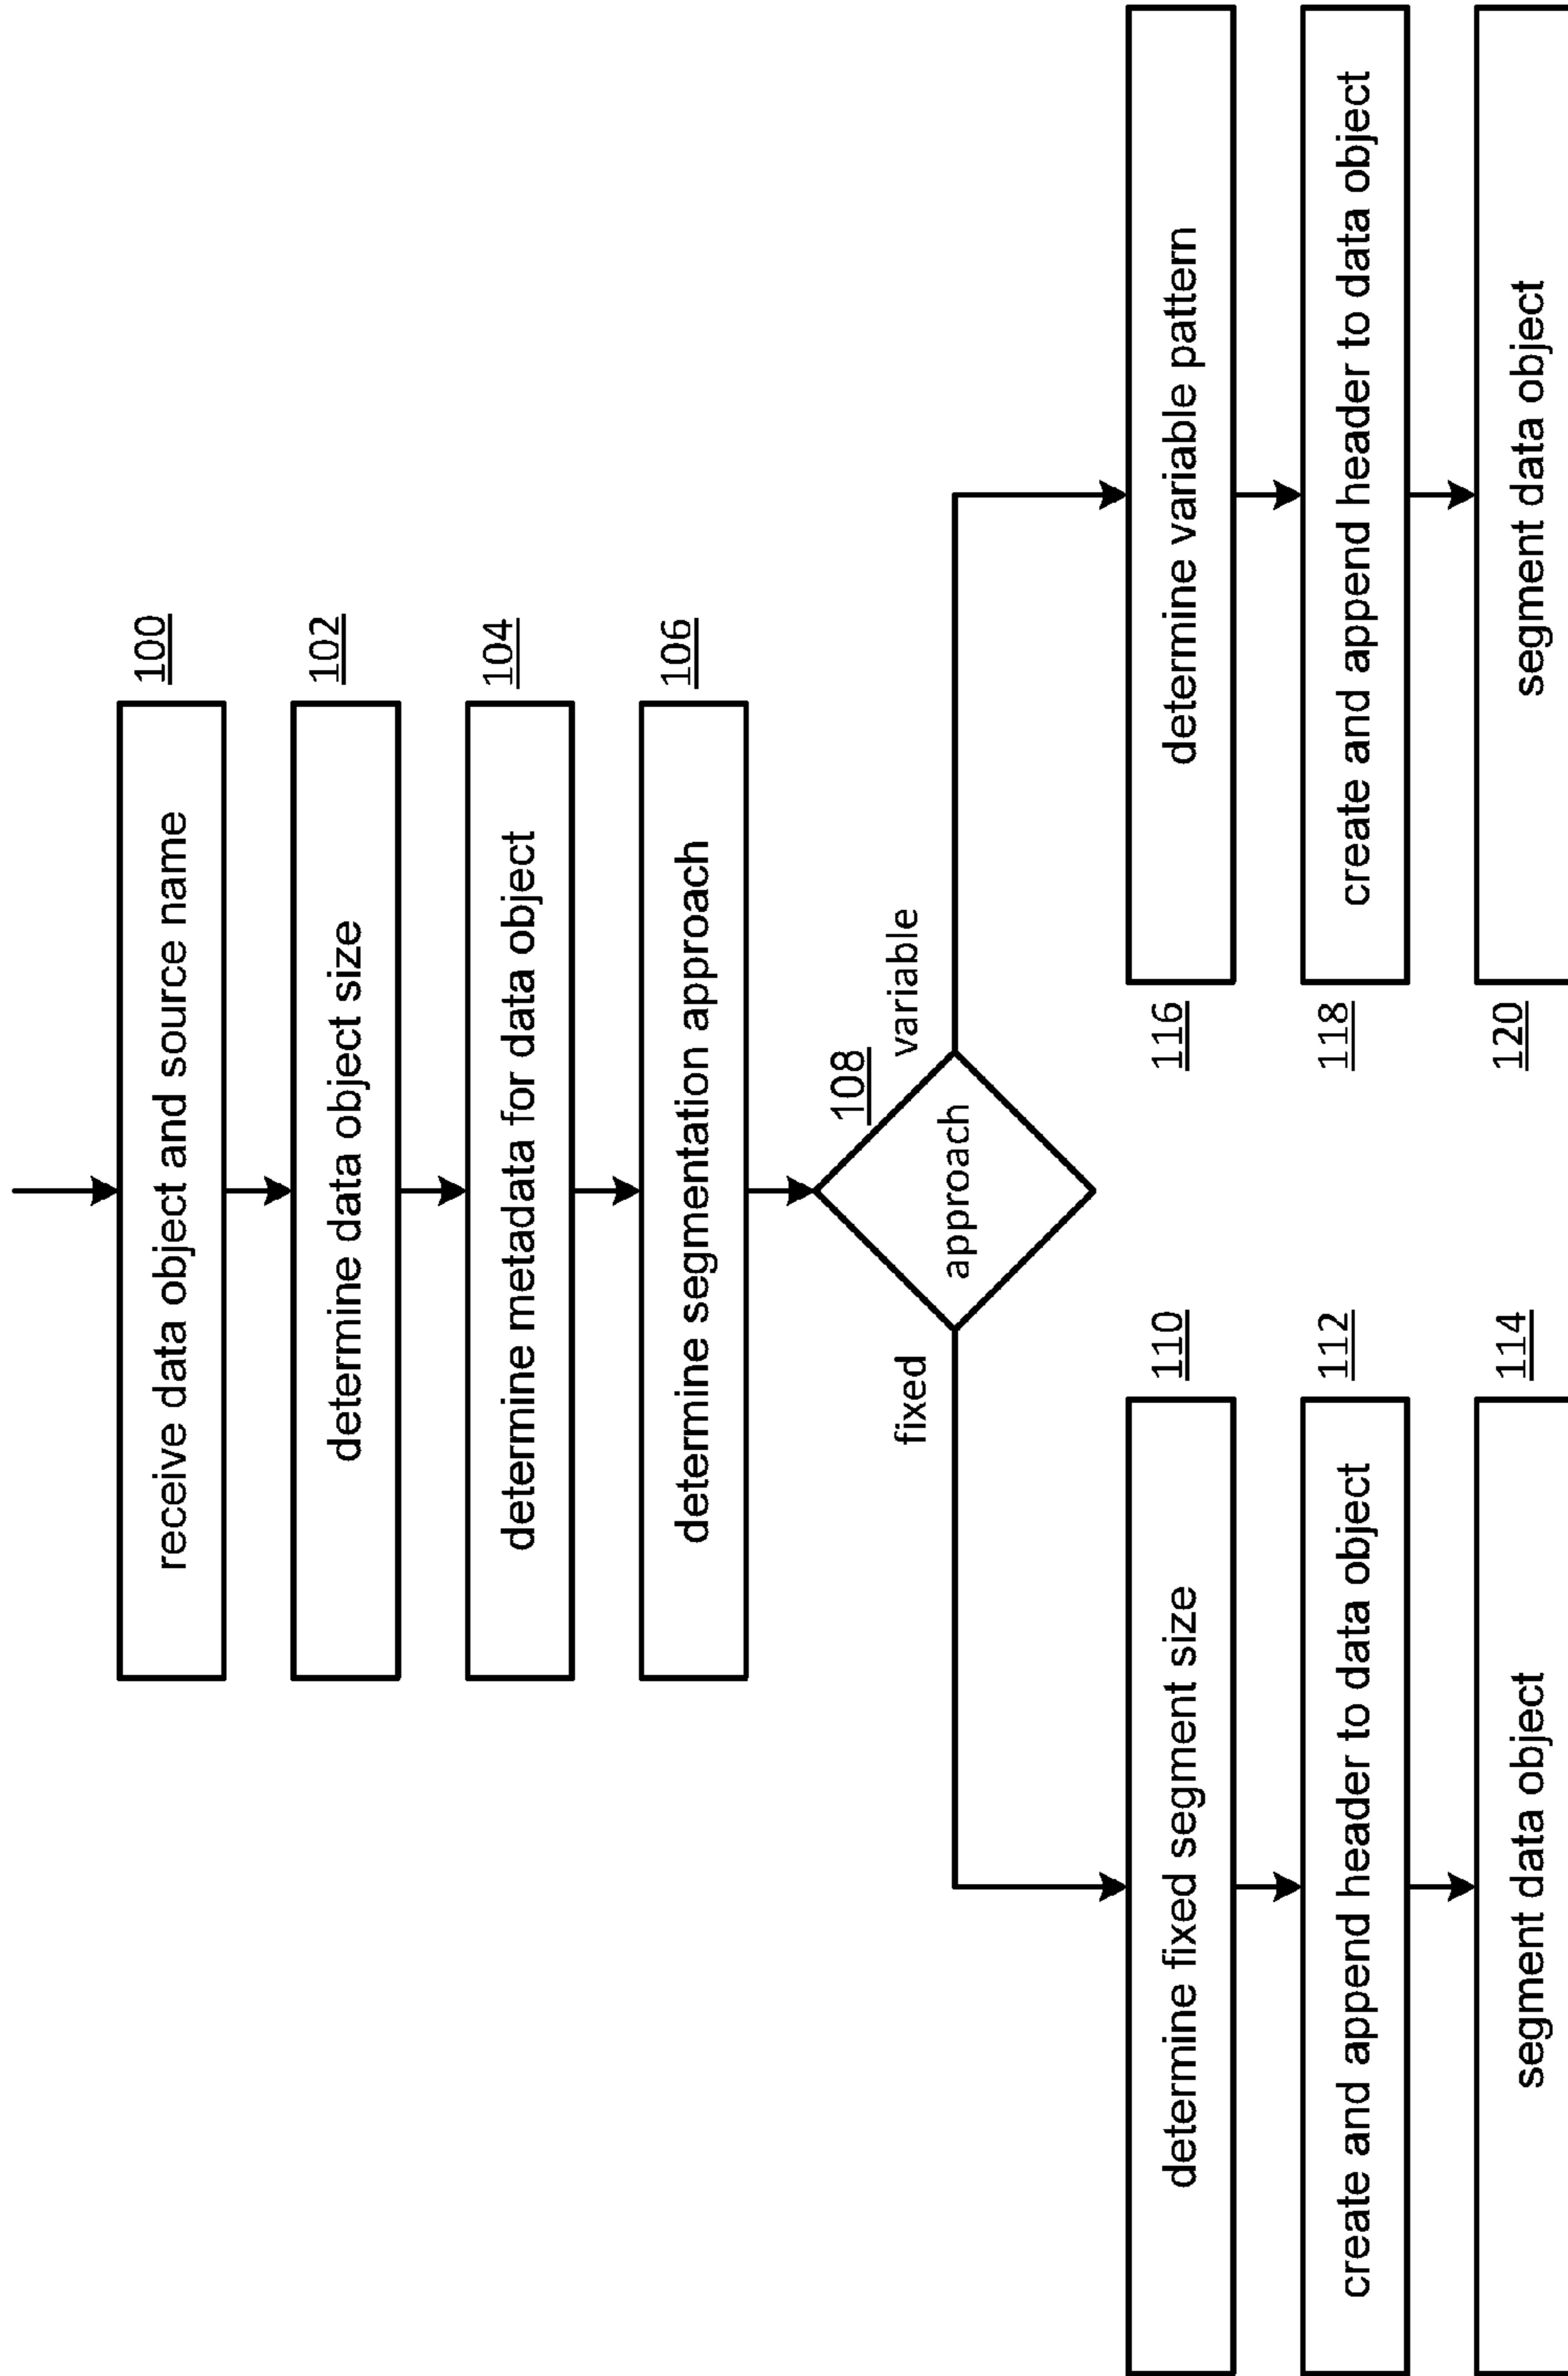 receive data object and source name
100
determine data object size
102
determine metadata for data object
104
determine segmentation approach
106
108
approach
fixed
variable
determine fixed segment size
110
create and append header to data object
112
segment data object
114
116
determine variable pattern
118
create and append header to data object
120
segment data object